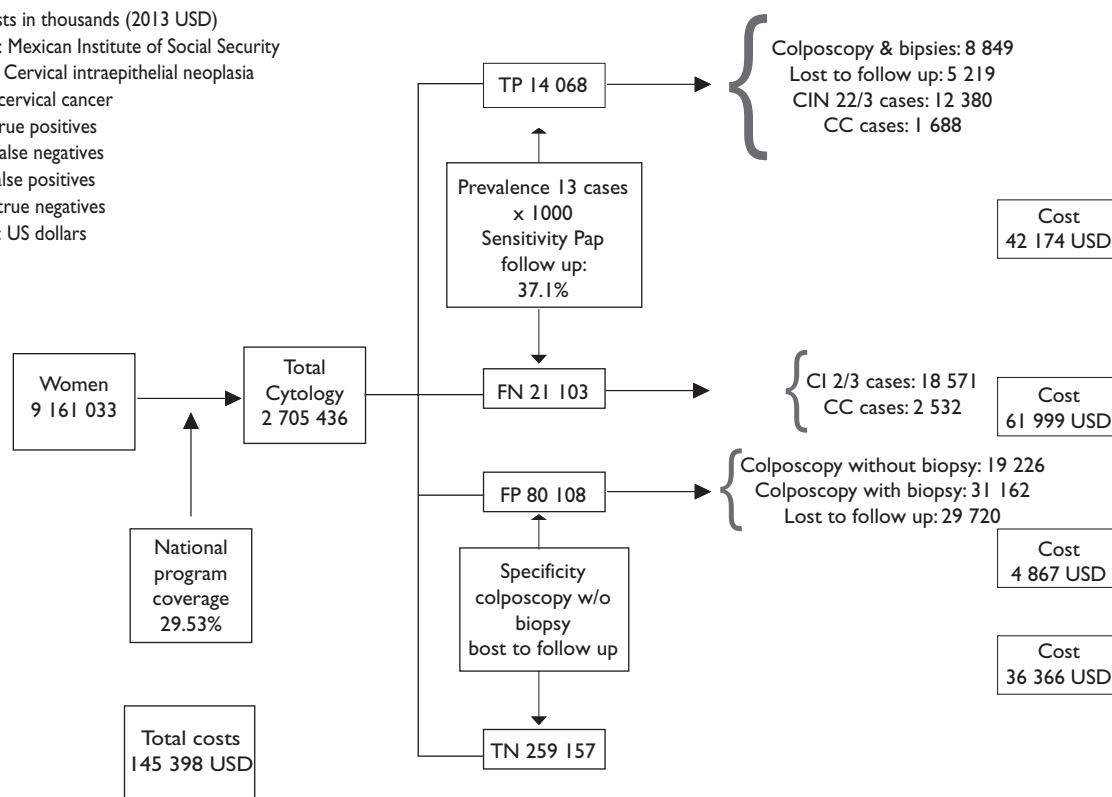 sts in thousands (2013 USD)
: Mexican Institute of Social Security
Cervical intraepithelial neoplasia
cervical cancer
rue positives
alse negatives
alse positives
true negatives
: US dollars
Women
9 161 033
National
program
coverage
29.53%
Total costs
145 398 USD
Total
Cytology
2 705 436
TP 14 068
Prevalence 13 cases
x 1000
Sensitivity Pap
follow up:
37.1%
FN 21 103
FP 80 108
Specificity
colposcopy w/o
biopsy
bost to follow up
TN 259 157
Colposcopy & bipsies: 8 849
Lost to follow up: 5 219
CIN 22/3 cases: 12 380
CC cases: 1 688
Cost
42 174 USD
CI 2/3 cases: 18 571
CC cases: 2 532
Cost
61 999 USD
Colposcopy without biopsy: 19 226
Colposcopy with biopsy: 31 162
Lost to follow up: 29 720
Cost
4 867 USD
Cost
36 366 USD